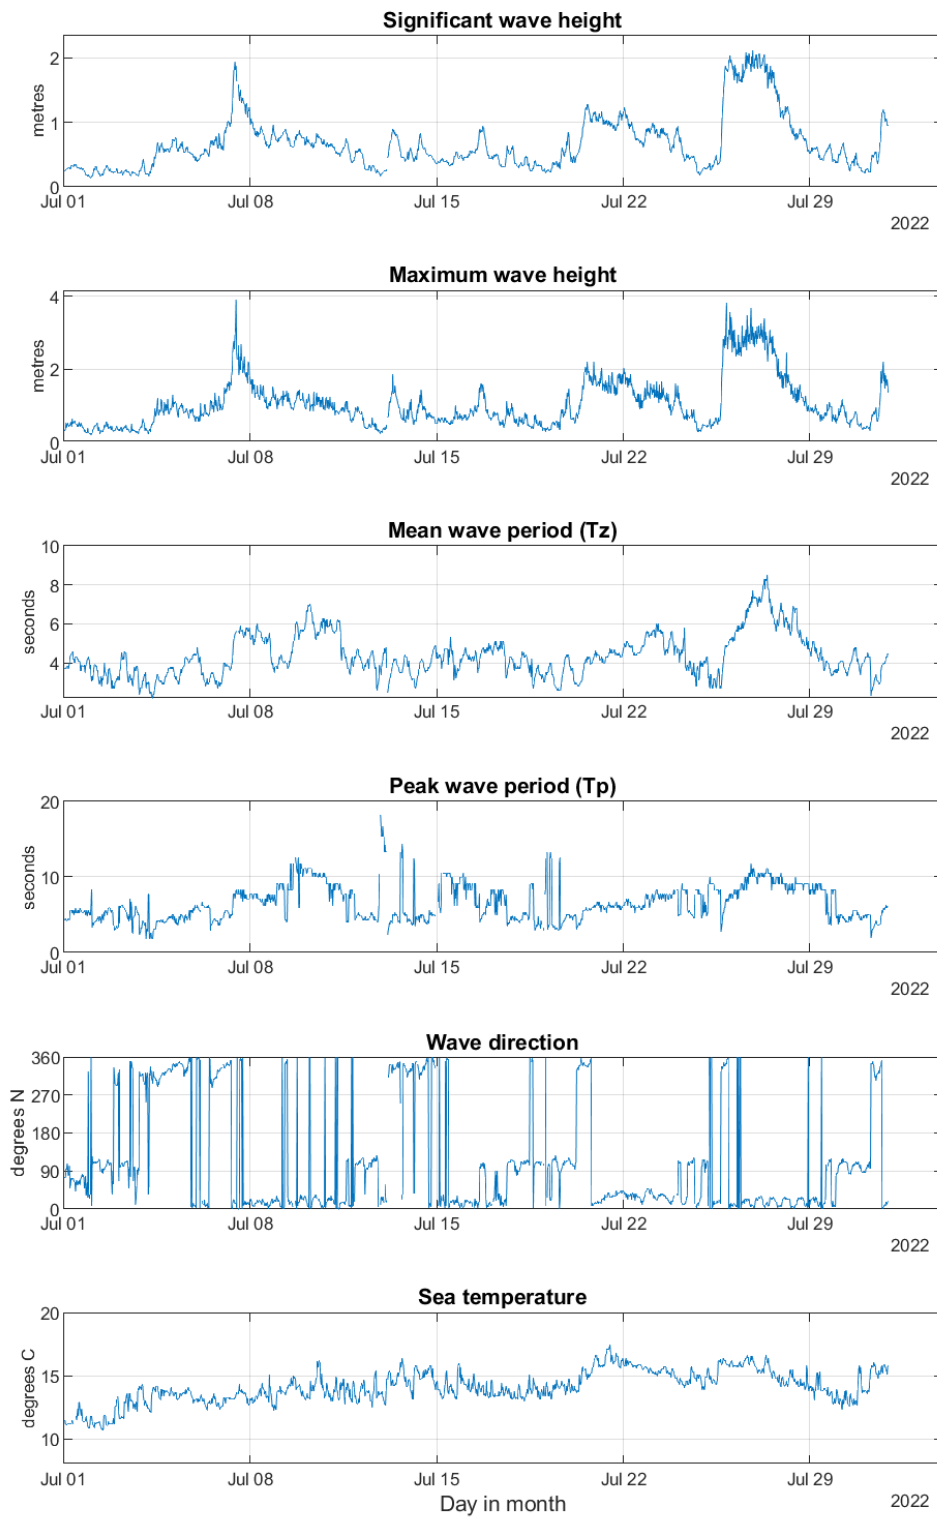 Significant wave height
2
1
0
metres
Jul 01 Jul 08 Jul 15 Jul 22 Jul 29
2022
Maximum wave height
4
2
0
metres
Jul 01 Jul 08 Jul 15 Jul 22 Jul 29
2022
Mean wave period (Tz)
10
8
6
4
seconds
Jul 01 Jul 08 Jul 15 Jul 22 Jul 29
2022
Peak wave period (Tp)
20
10
0
seconds
Jul 01 Jul 08 Jul 15 Jul 22 Jul 29
2022
Wave direction
360
270
180
90
0
degrees N
Jul 01 Jul 08 Jul 15 Jul 22 Jul 29
2022
Sea temperature
20
15
10
degrees C
Jul 01 Jul 08 Jul 15 Jul 22 Jul 29
2022
Day in month